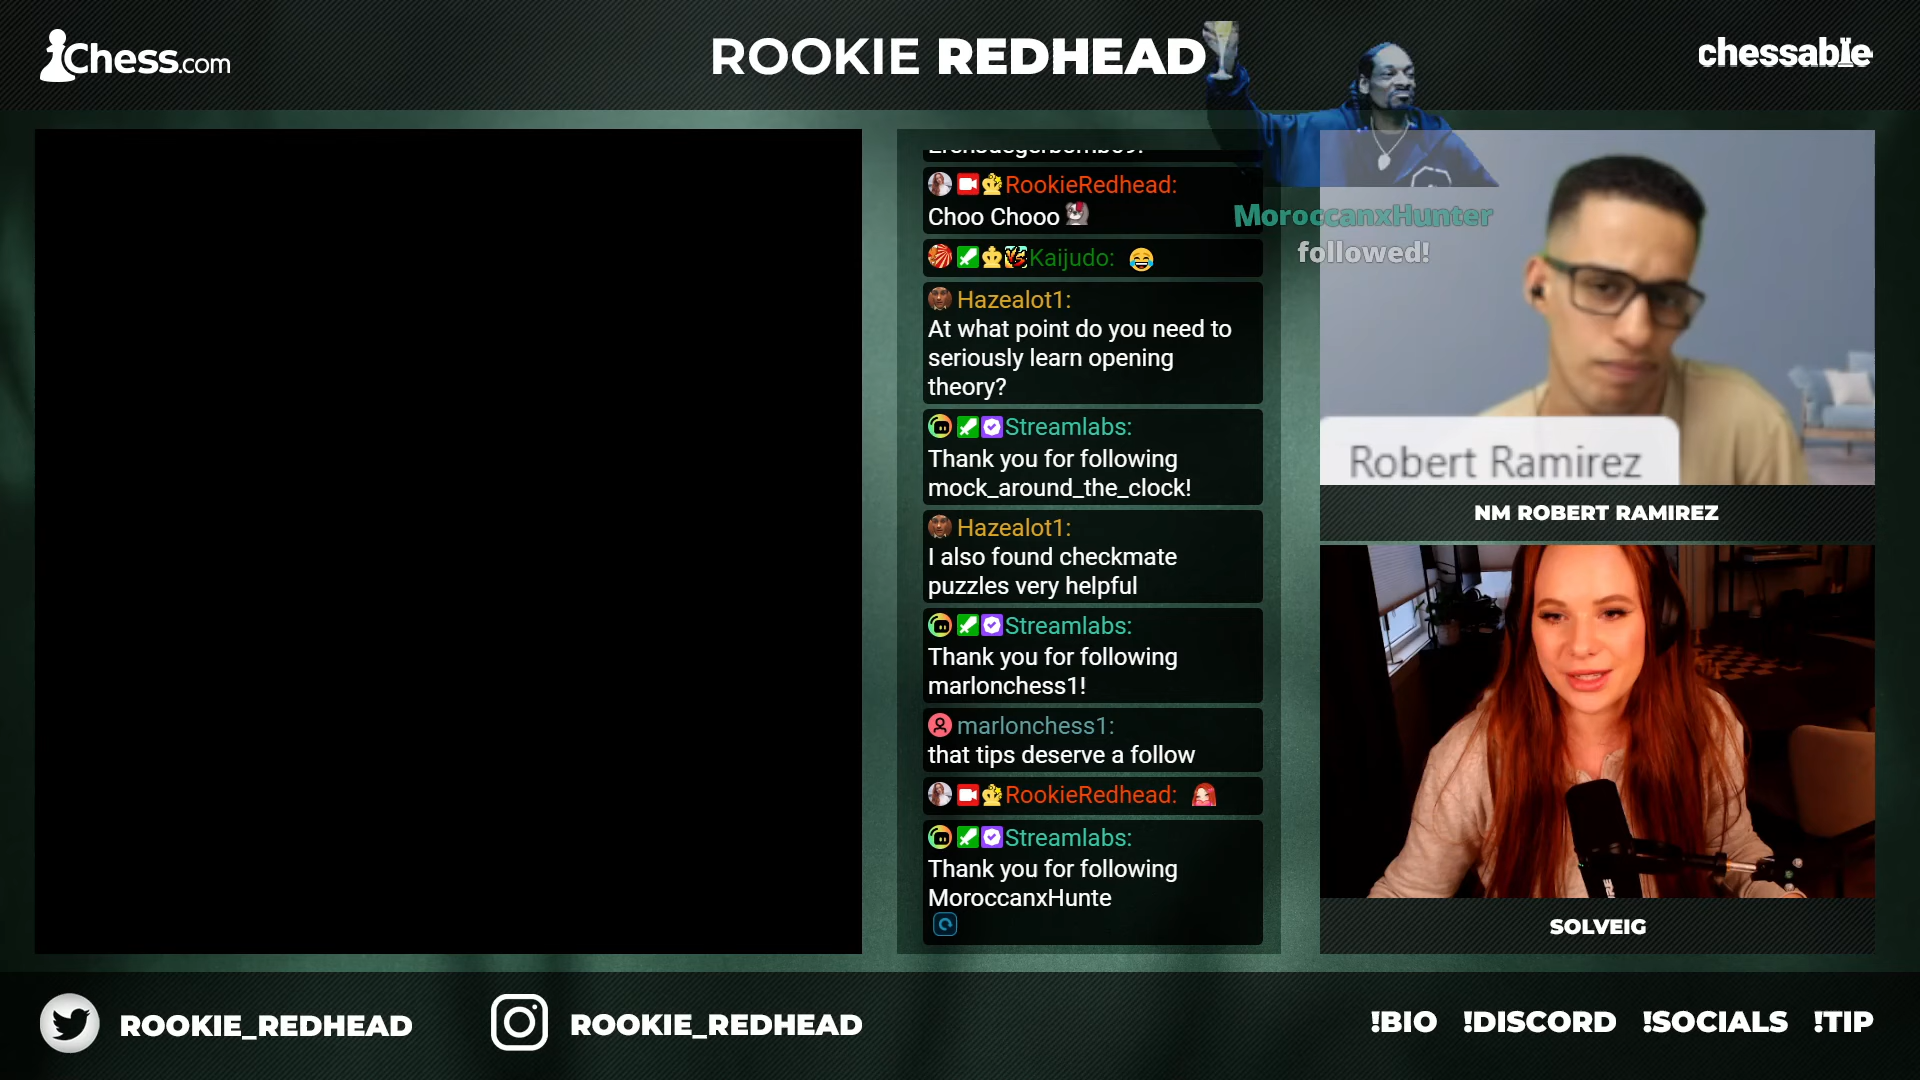 Chess.com
ROOKIE REDHEAD
chessable
RookieRedhead:
Choo Chooo
Kaijudo:
Hazealot1:
At what point do you need to
seriously learn opening
theory?
Streamlabs:
Thank you for following
mock_around_the_clock!
Hazealot1:
I also found checkmate
puzzles very helpful
Streamlabs:
Thank you for following
marlonchess1!
marlonchess1:
that tips deserve a follow
RookieRedhead:
Streamlabs:
Thank you for following
MoroccanxHunte
MoroccanxHunter
followed!
Robert Ramirez
NM ROBERT RAMIREZ
SOLVEIG
ROOKIE_REDHEAD
ROOKIE_REDHEAD
!BIO !DISCORD !SOCIALS !TIP